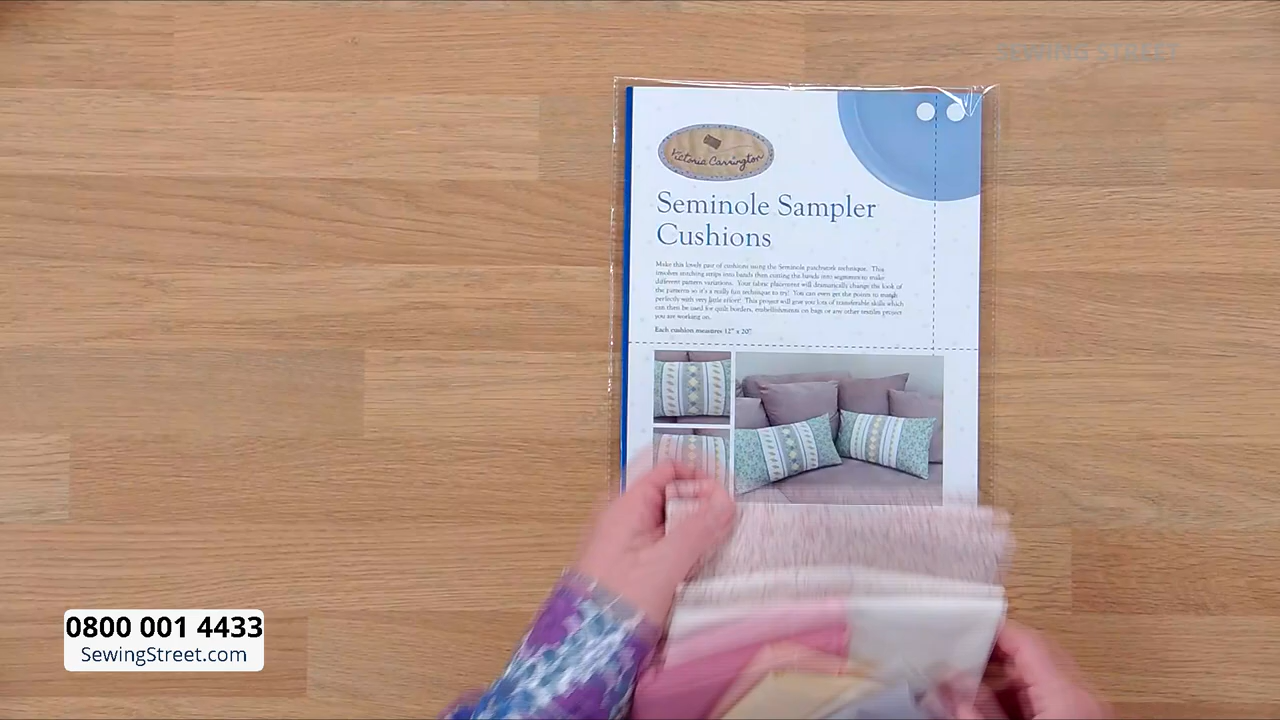 SEWING STREET
Victoria Carrington
Seminole Sampler
Cushions
Make this lovely pair of cushions using the Seminole patchwork technique. This
involves stitching strips into bands then cutting the bands into segments to make
different pattern variations. Your fabric placement will dramatically change the look of
the patterns so it's a really fun technique to try! You can even get the points to match
perfectly with very little effort! This project will give you lots of transferable skills which
can then be used for quilt borders, embellishments on bags or any other textiles project
you are working on.
Each cushion measures 12" x 20"
0800 001 4433
SewingStreet.com